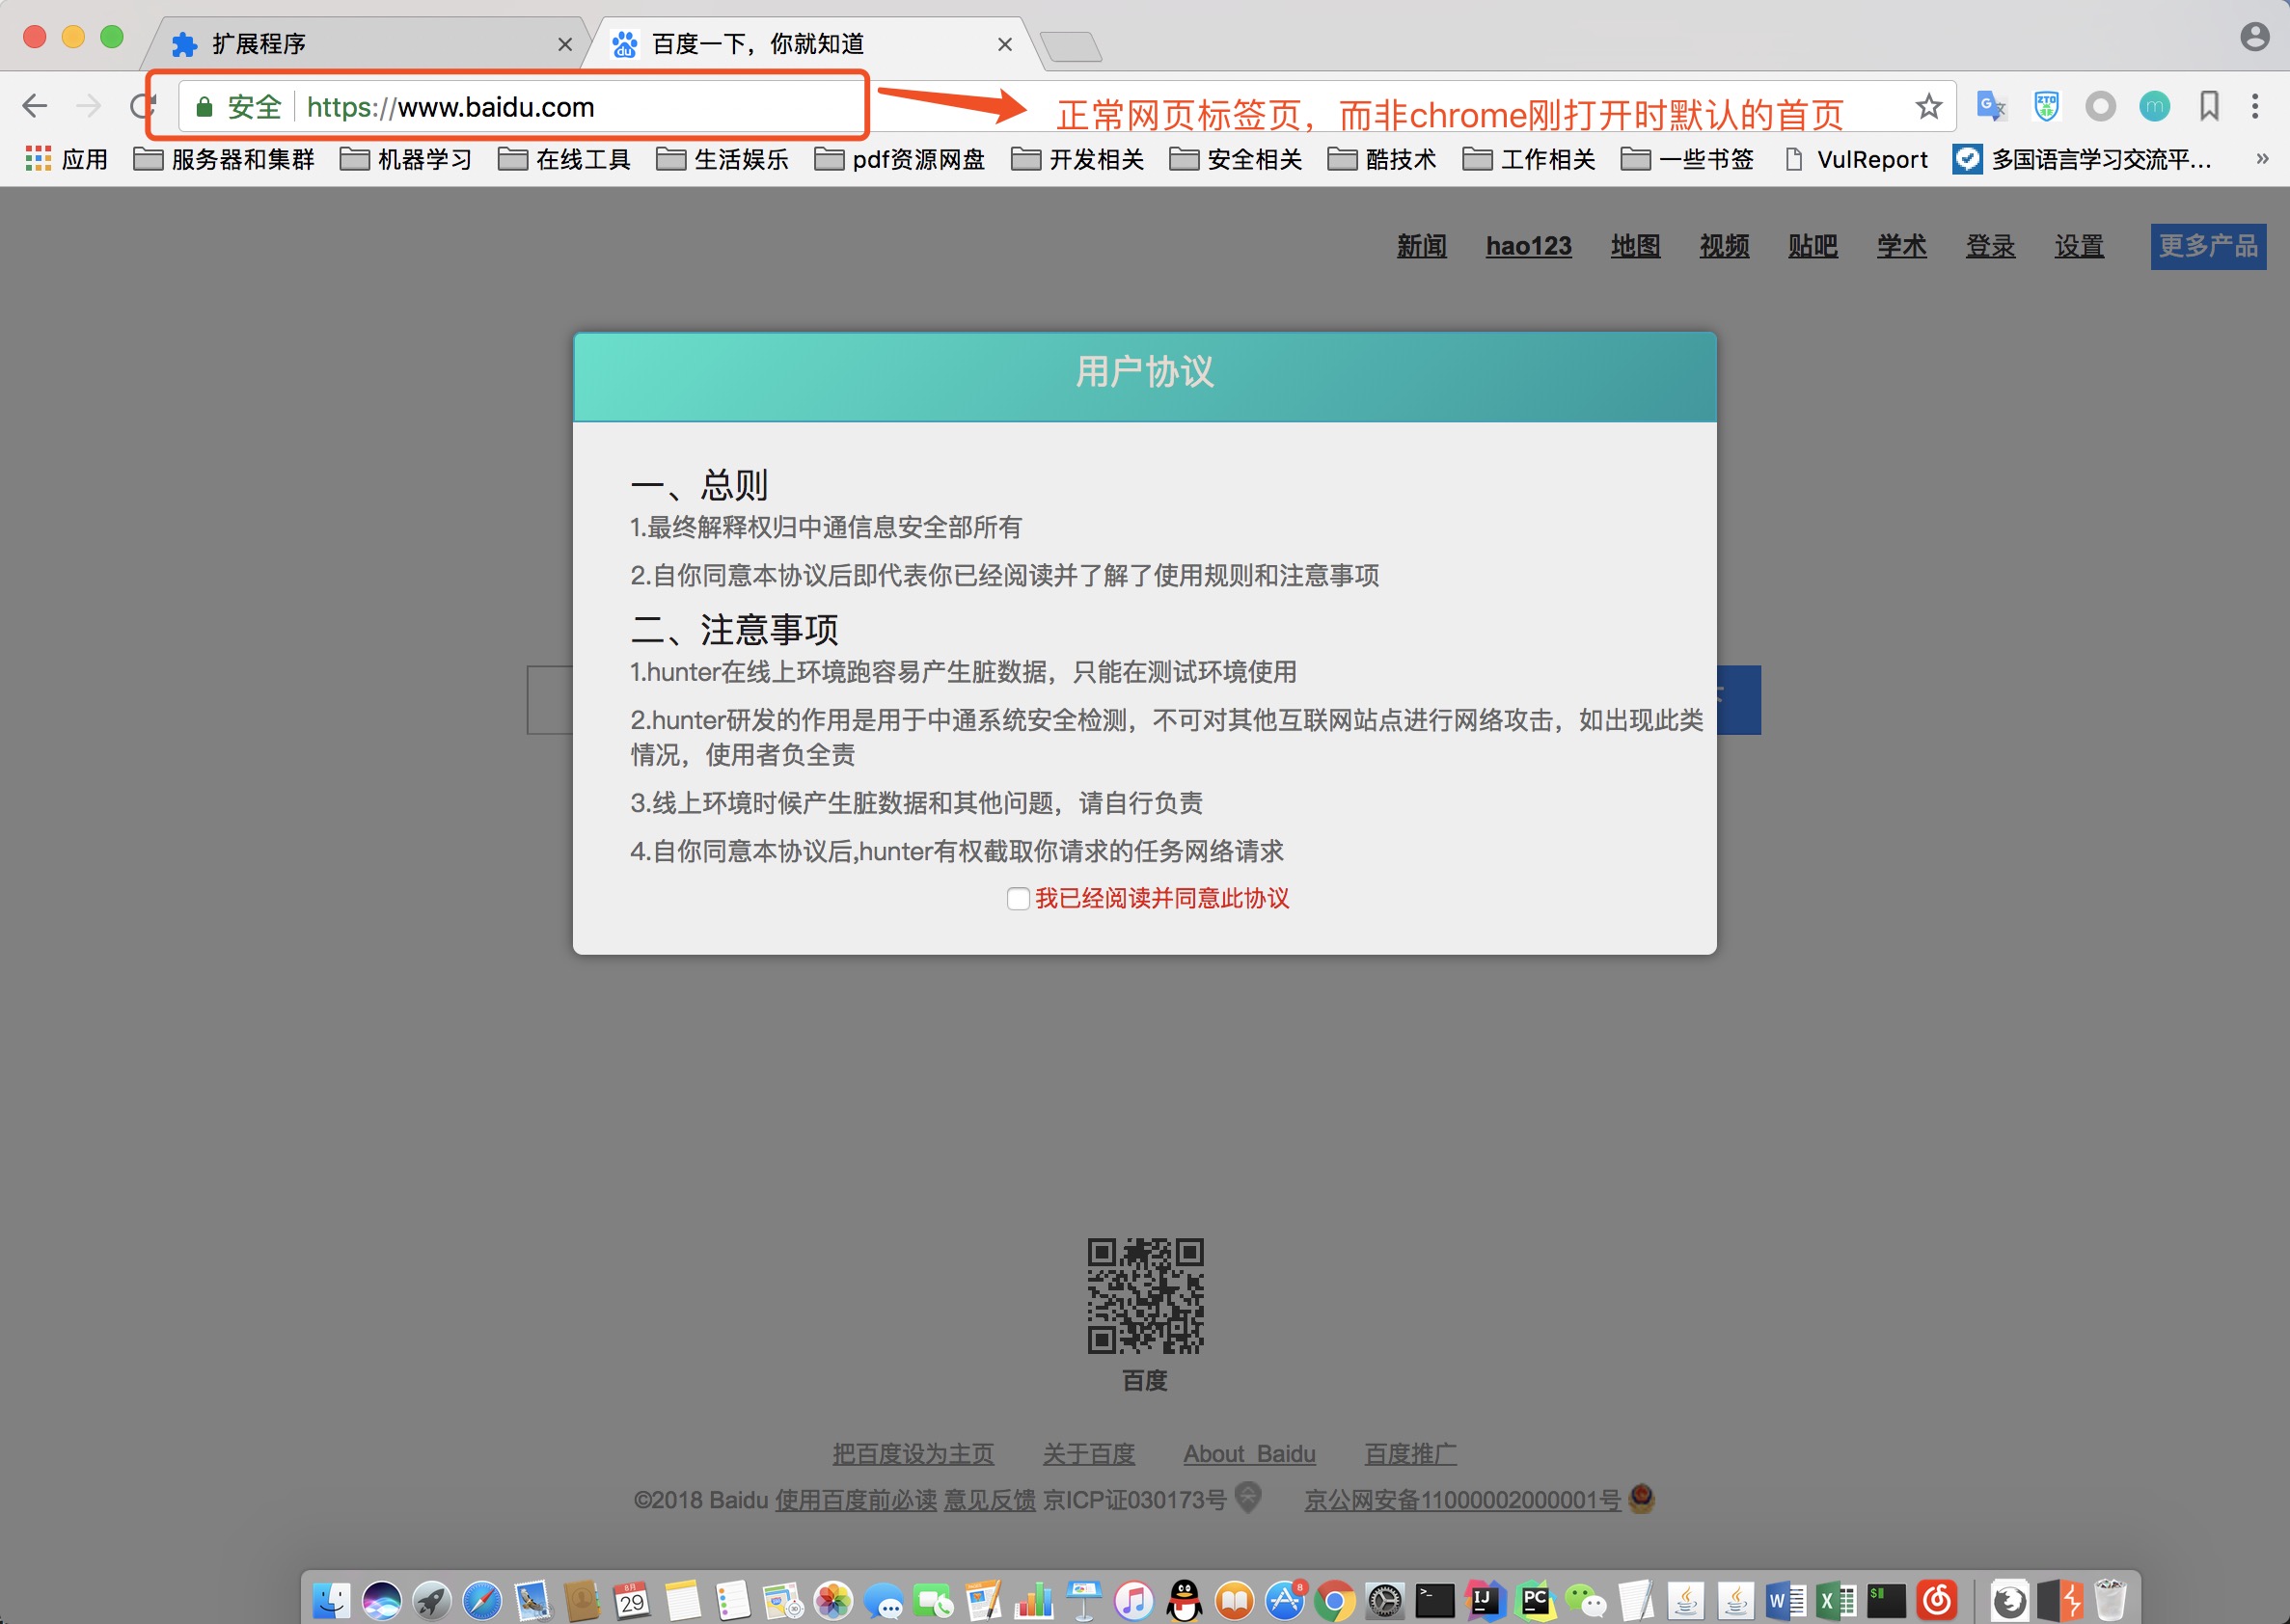 扩展程序
百度一下，你就知道
安全 https://www.baidu.com
正常网页标签页，而非chrome刚打开时默认的首页
应用 服务器和集群 机器学习 在线工具 生活娱乐 pdf资源网盘 开发相关 安全相关 酷技术 工作相关 一些书签 VulReport 多国语言学习交流平...
新闻 hao123 地图 视频 贴吧 学术 登录 设置 更多产品
用户协议
一、总则
1.最终解释权归中通信息安全部所有
2.自你同意本协议后即代表你已经阅读并了解了使用规则和注意事项
二、注意事项
1.hunter在线上环境跑容易产生脏数据，只能在测试环境使用
2.hunter研发的作用是用于中通系统安全检测，不可对其他互联网站点进行网络攻击，如出现此类
情况，使用者负全责
3.线上环境时候产生脏数据和其他问题，请自行负责
4.自你同意本协议后,hunter有权截取你请求的任务网络请求
我已经阅读并同意此协议
百度
把百度设为主页 关于百度 About Baidu 百度推广
©2018 Baidu 使用百度前必读 意见反馈 京ICP证030173号 京公网安备11000002000001号